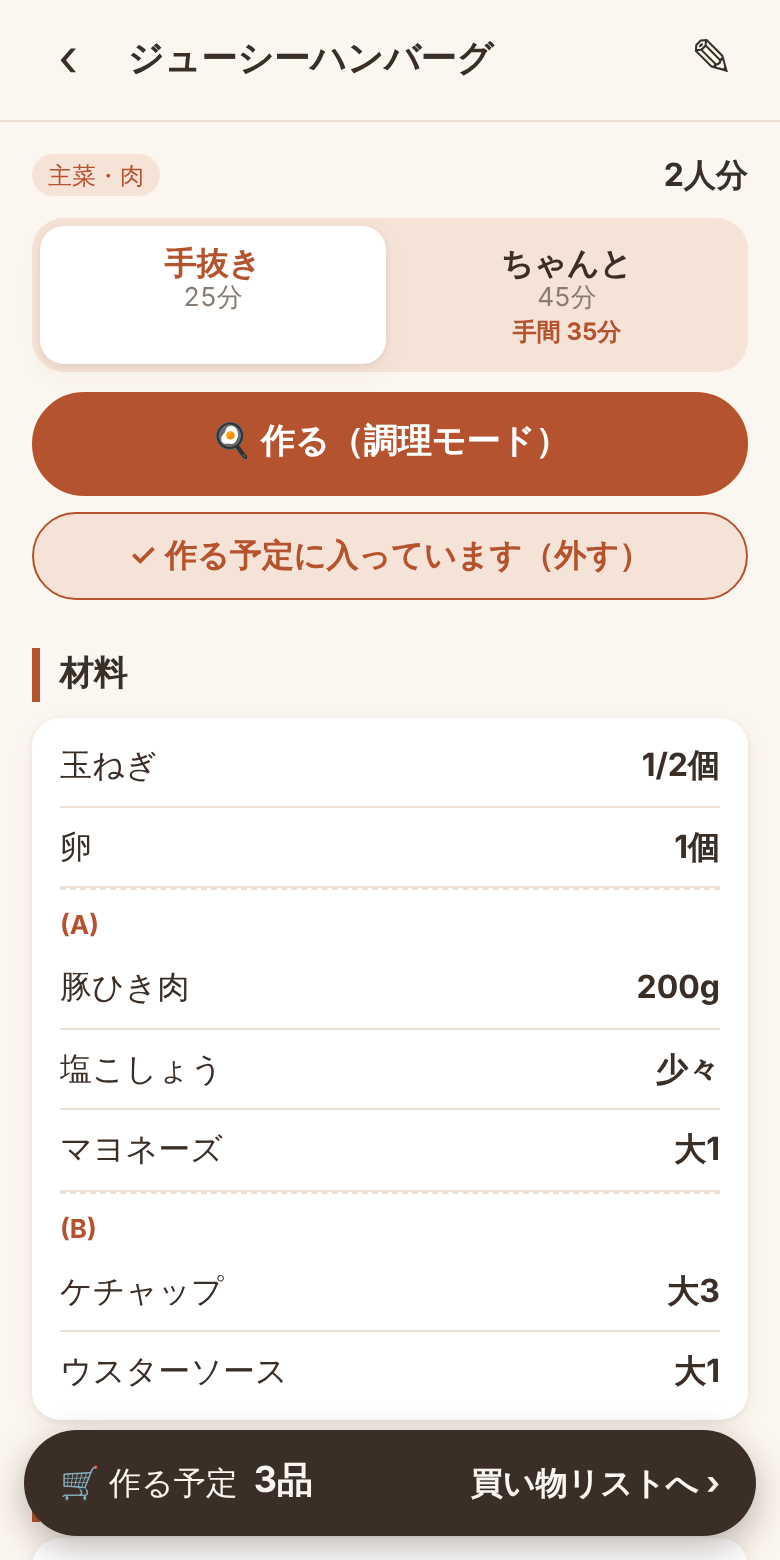 ‹ ジューシーハンバーグ ✎
主菜・肉 2人分
手抜き
25分
ちゃんと
45分
手間 35分
🍳 作る（調理モード）
✓ 作る予定に入っています（外す）
材料
玉ねぎ 1/2個
卵 1個
(A)
豚ひき肉 200g
塩こしょう 少々
マヨネーズ 大1
(B)
ケチャップ 大3
ウスターソース 大1
🛒 作る予定 3品 買い物リストへ ›